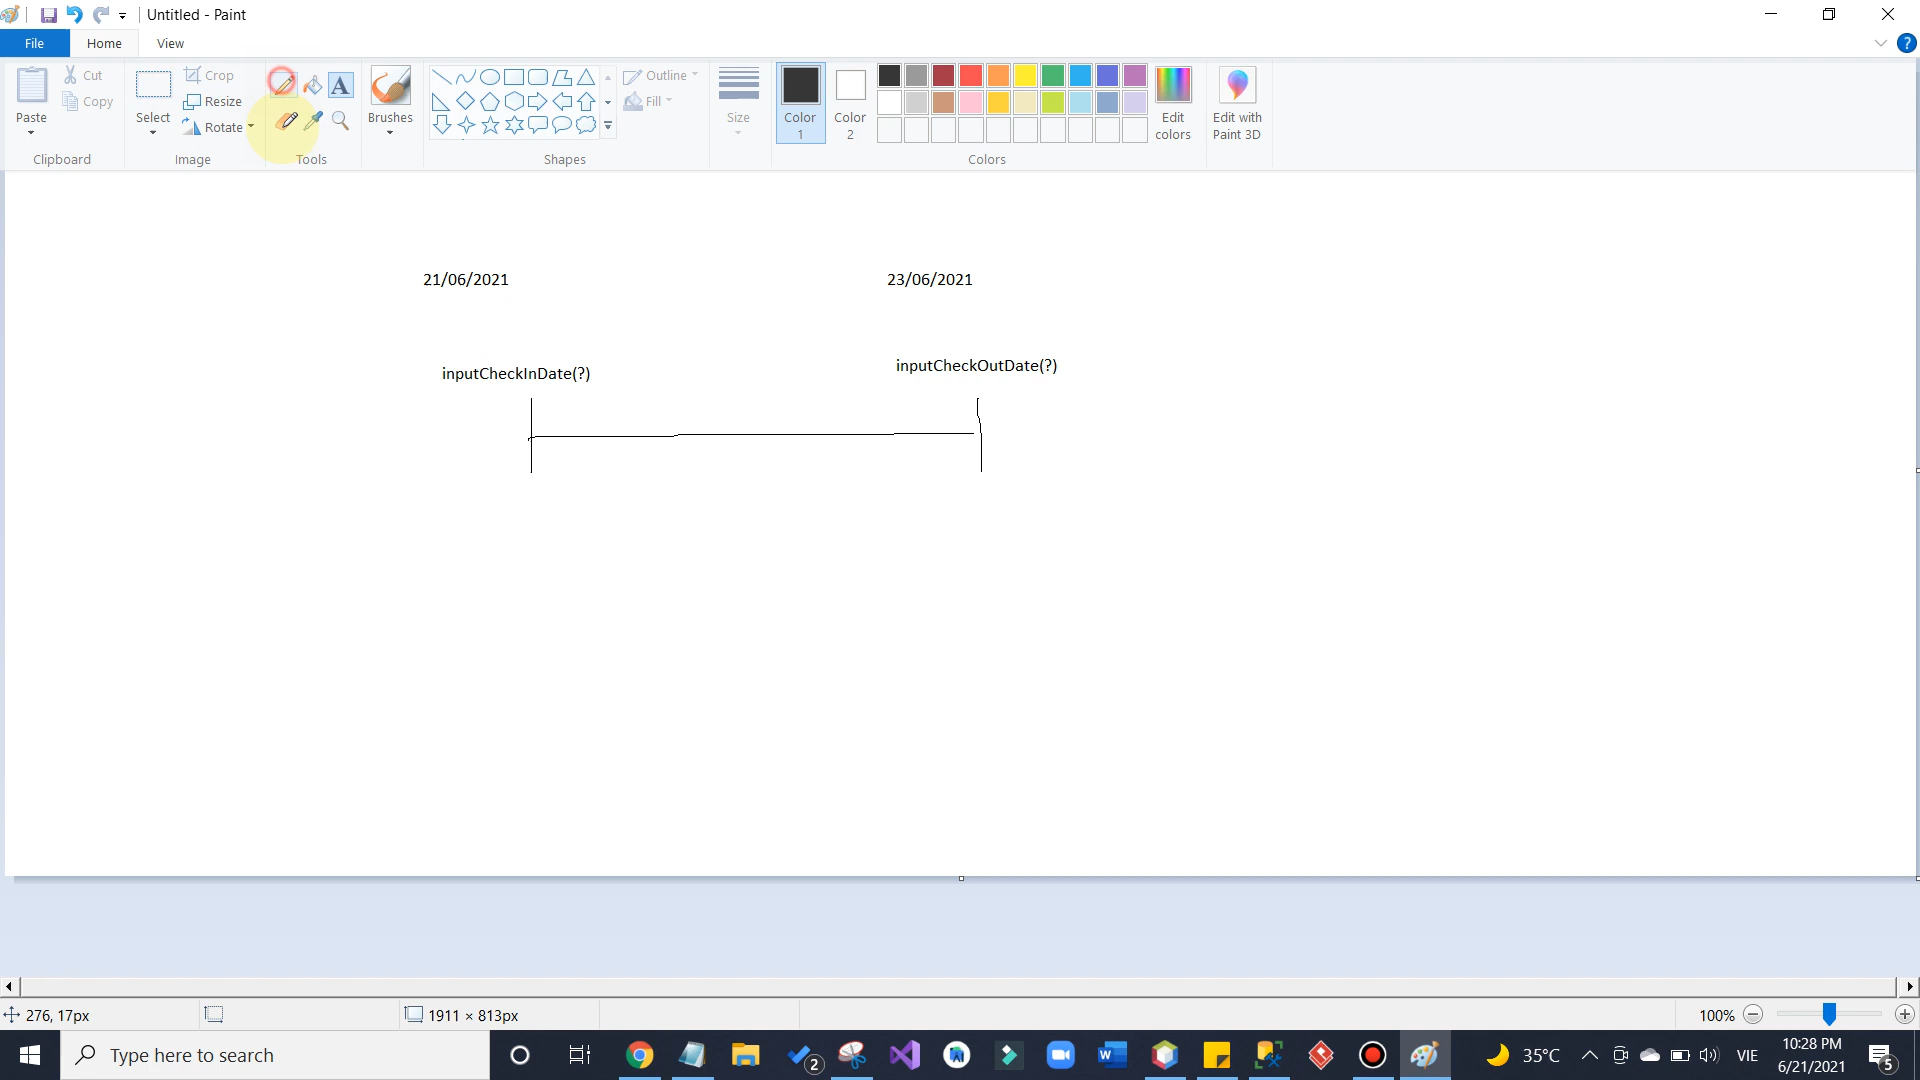 Untitled - Paint
File
Home
View
Paste
Cut
Copy
Clipboard
Select
Crop
Resize
Rotate
Image
A
Tools
Brushes
Shapes
Outline
Fill
Size
Color
1
Color
2
Colors
Edit
colors
Edit with
Paint 3D
?
21/06/2021
23/06/2021
inputCheckInDate(?)
inputCheckOutDate(?)
276, 17px
1911 × 813px
100%
Type here to search
2
W
35°C
VIE
10:28 PM
6/21/2021
5